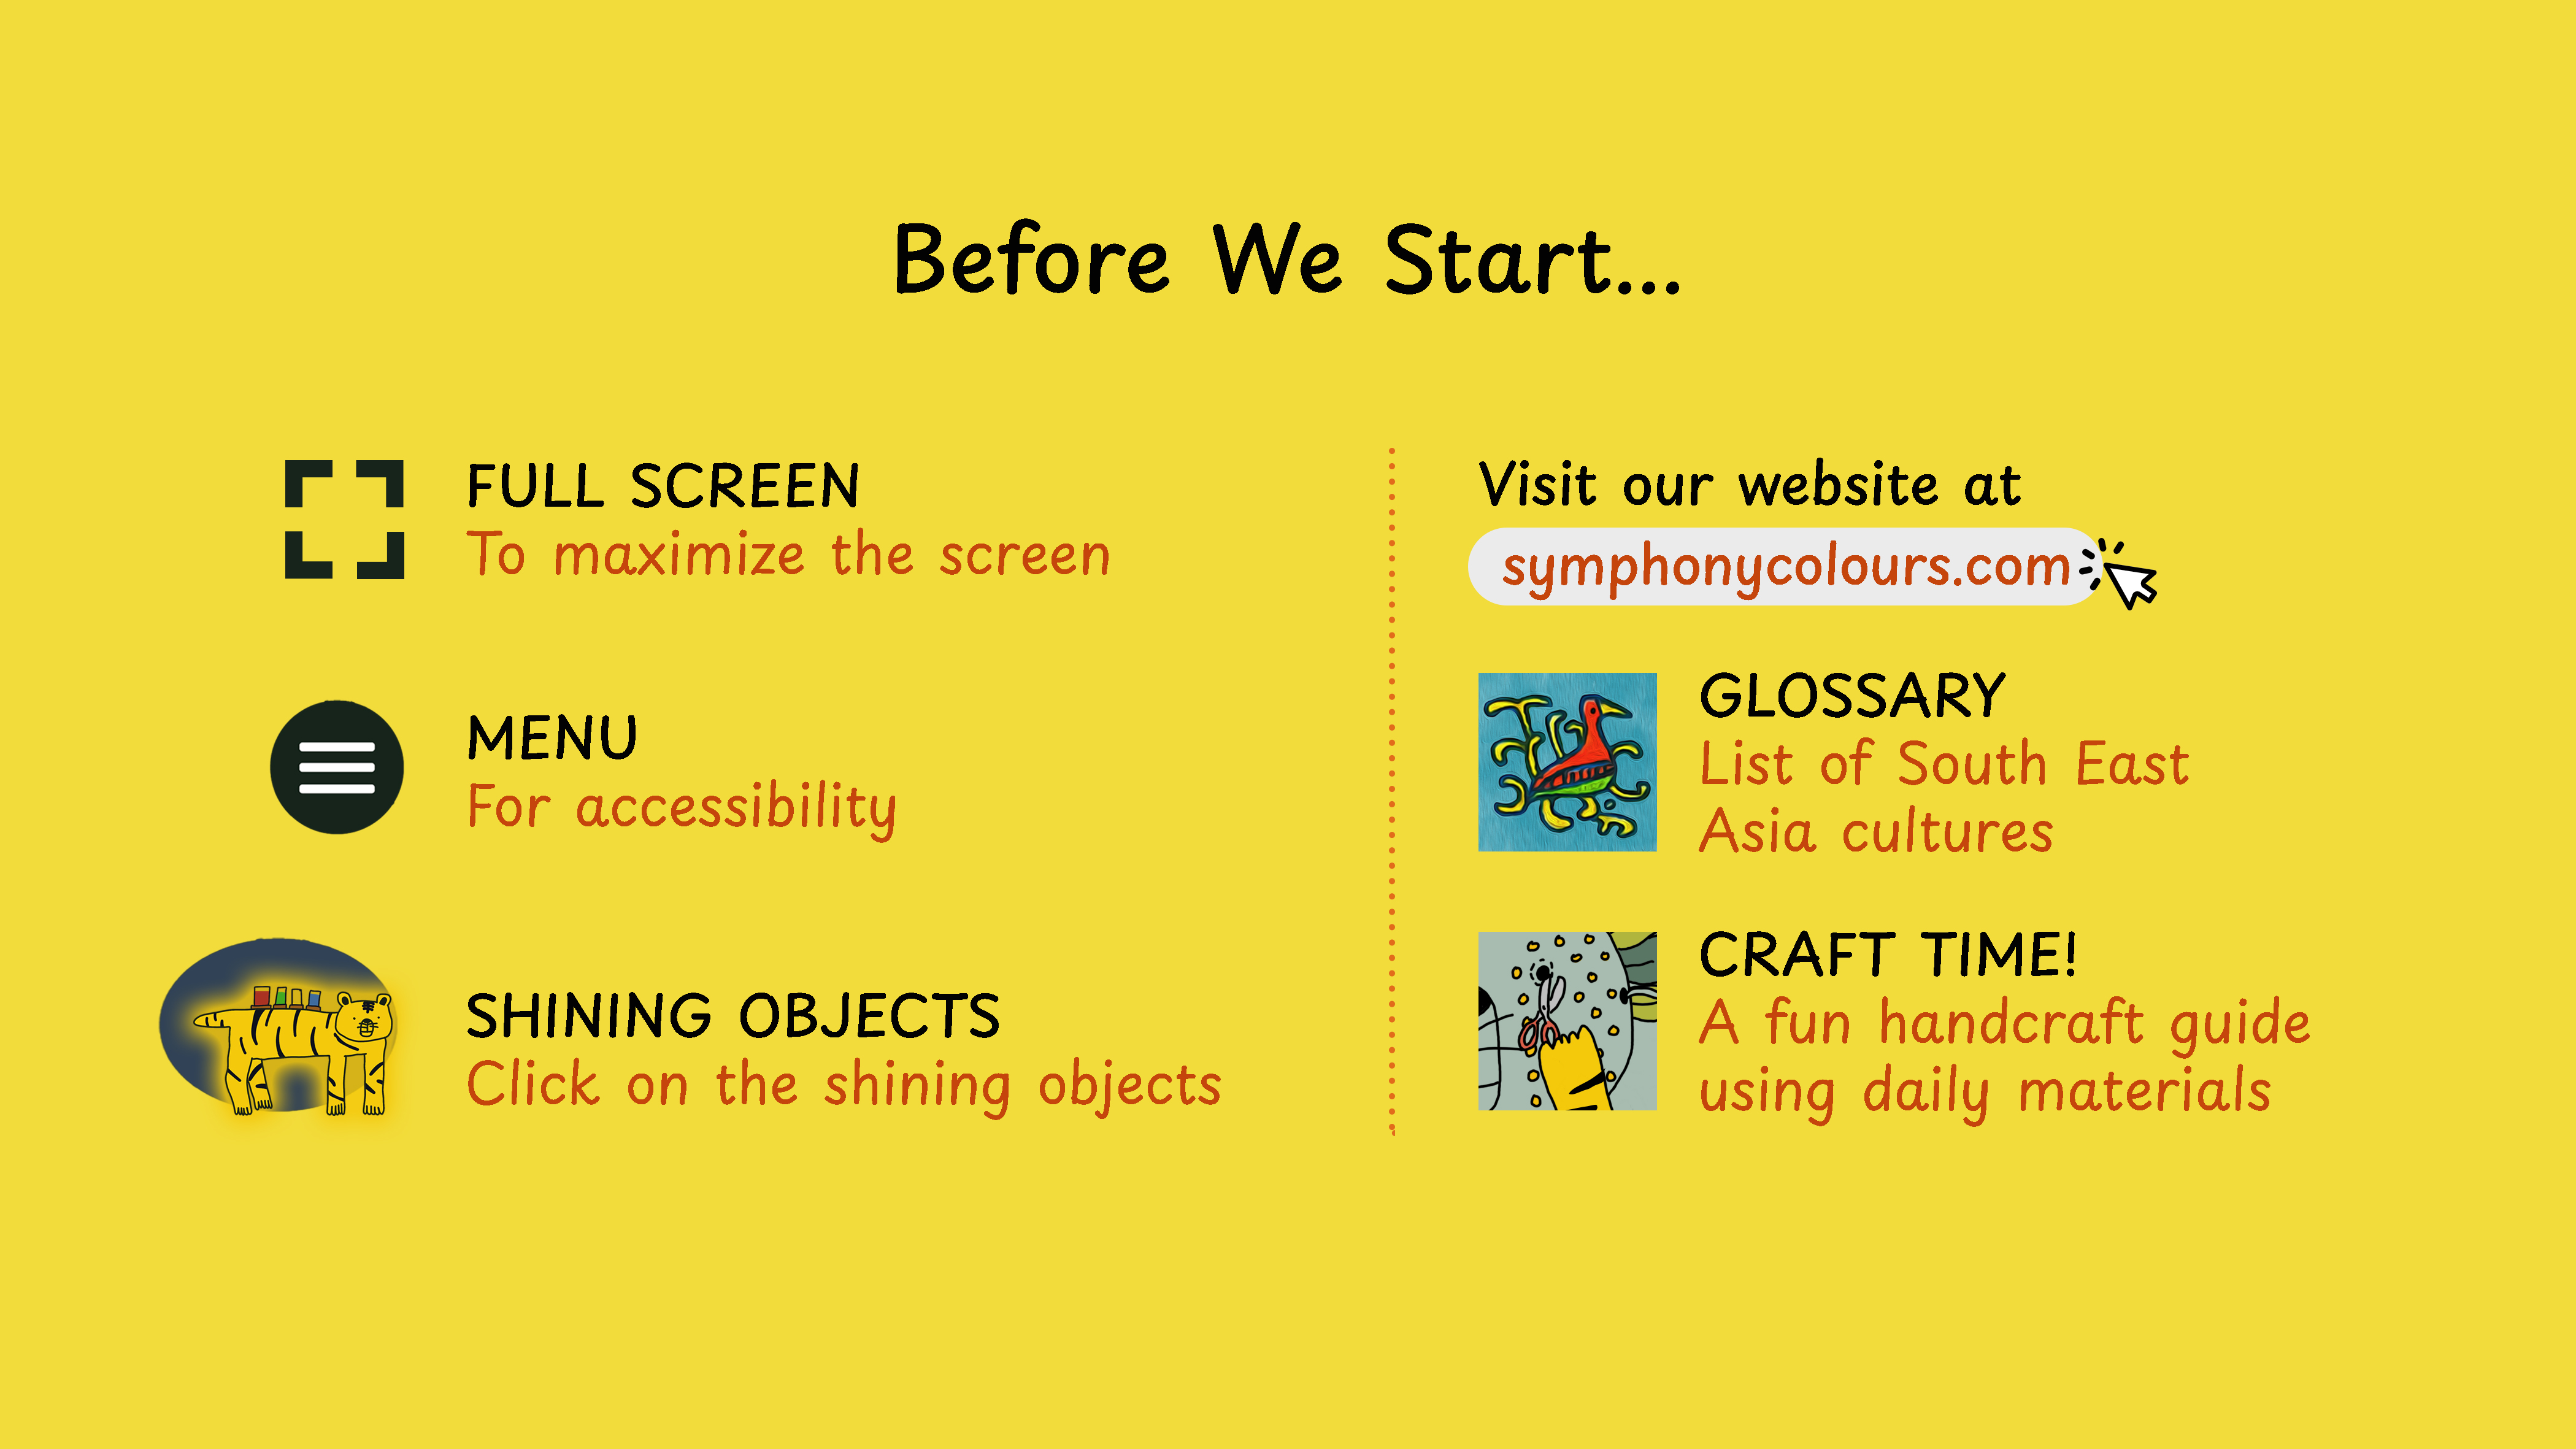 Before We Start...
FULL SCREEN
To maximize the screen
MENU
For accessibility
SHINING OBJECTS
Click on the shining objects
Visit our website at
symphonycolours.com
GLOSSARY
List of South East
Asia cultures
CRAFT TIME!
A fun handcraft guide
using daily materials